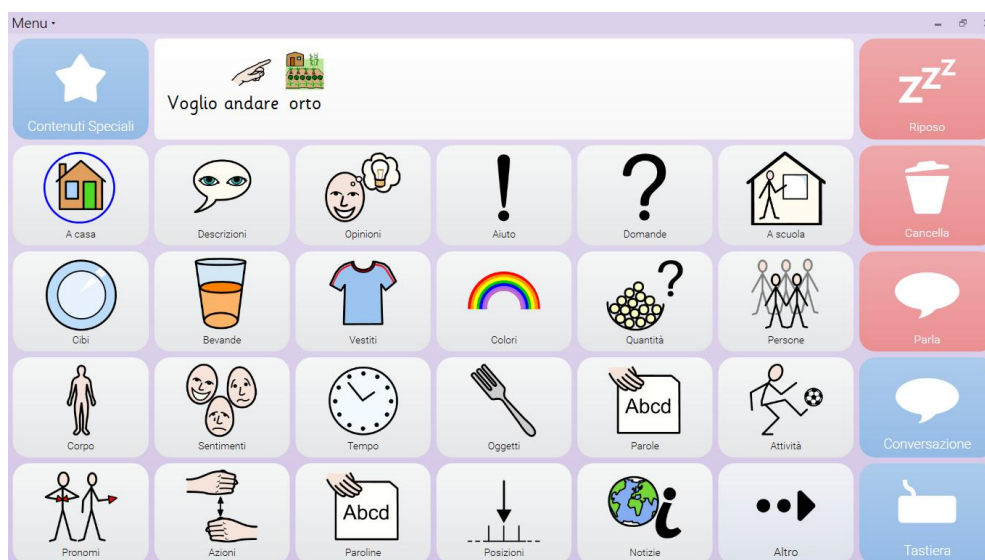 Menu
Contenuti Speciali
Voglio andare orto
zzz
Riposo
A casa
Descrizioni
Opinioni
Aiuto
Domande
A scuola
Cancella
Cibi
Bevande
Vestiti
Colori
Quantità
Persone
Parla
Corpo
Sentimenti
Tempo
Oggetti
Abcd
Parole
Attività
Conversazione
Pronomi
Azioni
Abcd
Paroline
Posizioni
Notizie
Altro
Tastiera